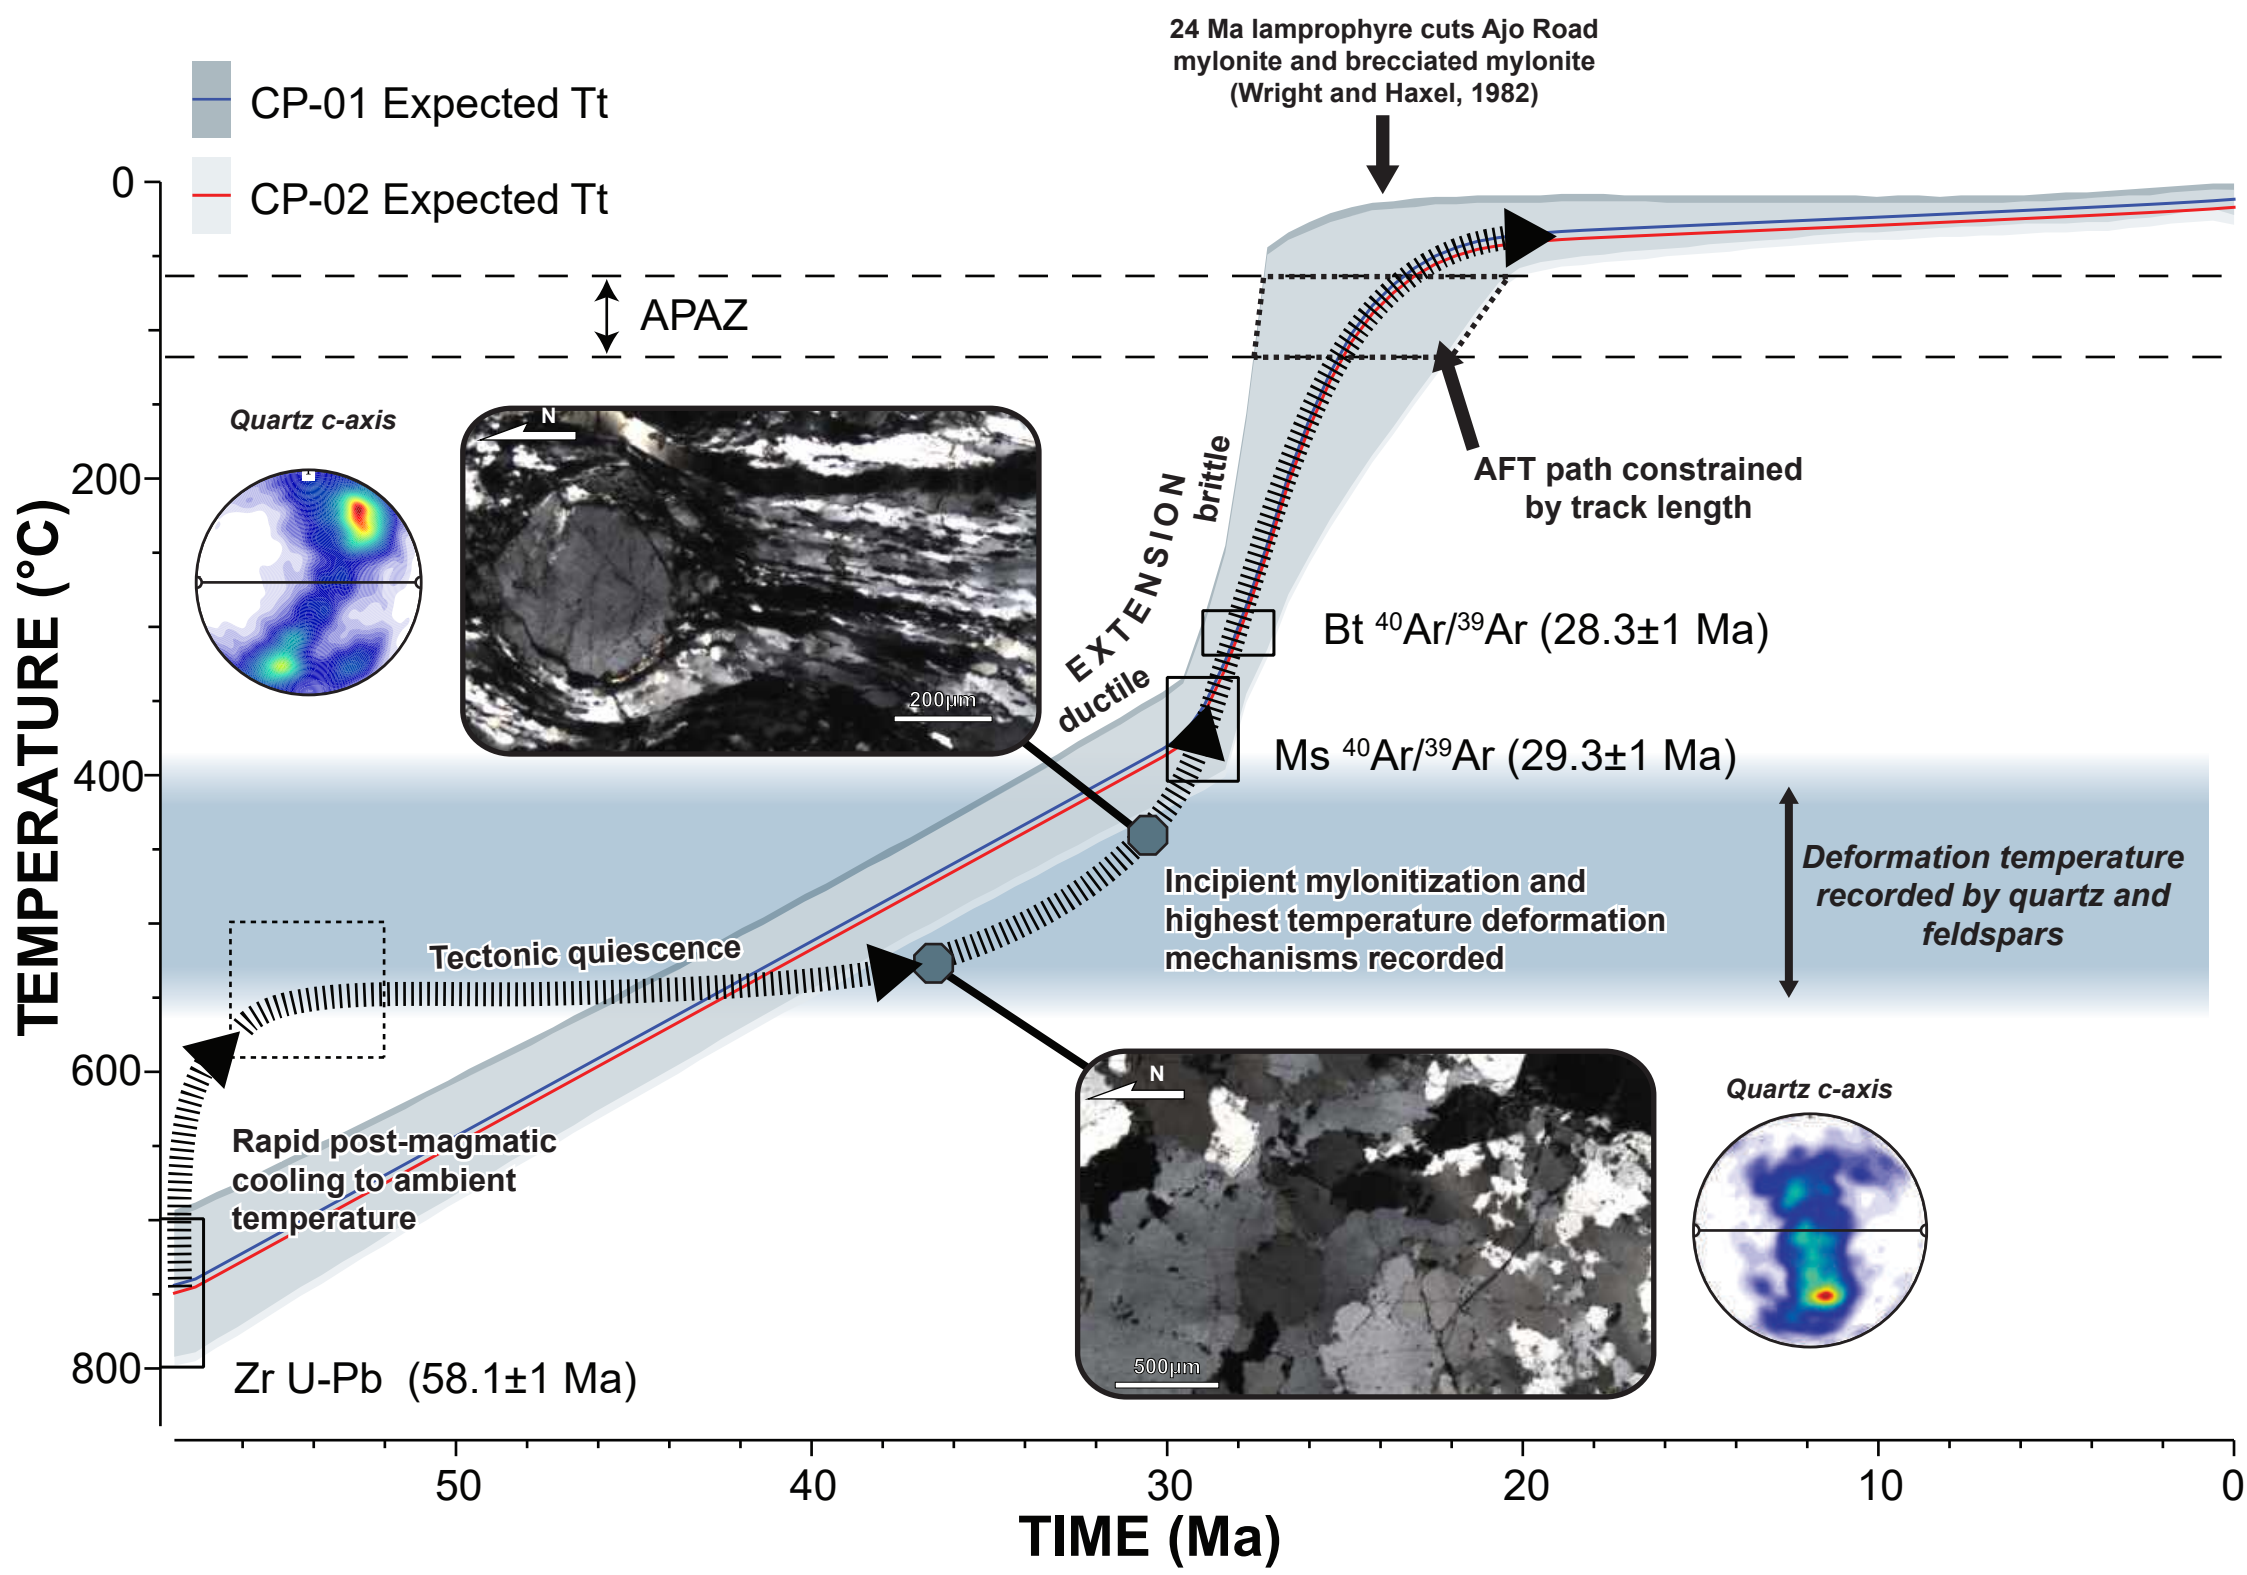 24 Ma lamprophyre cuts Ajo Road
mylonite and brecciated mylonite
(Wright and Haxel, 1982)
CP-01 Expected Tt
CP-02 Expected Tt
0
200
400
600
800
TEMPERATURE (°C)
APAZ
Quartz c-axis
N
200µm
EXTENSION
brittle
ductile
AFT path constrained
by track length
Bt ⁴⁰Ar/³⁹Ar (28.3±1 Ma)
Ms ⁴⁰Ar/³⁹Ar (29.3±1 Ma)
Deformation temperature
recorded by quartz and
feldspars
Incipient mylonitization and
highest temperature deformation
mechanisms recorded
Tectonic quiescence
Rapid post-magmatic
cooling to ambient
temperature
Zr U-Pb (58.1±1 Ma)
N
500µm
Quartz c-axis
50
40
30
20
10
0
TIME (Ma)